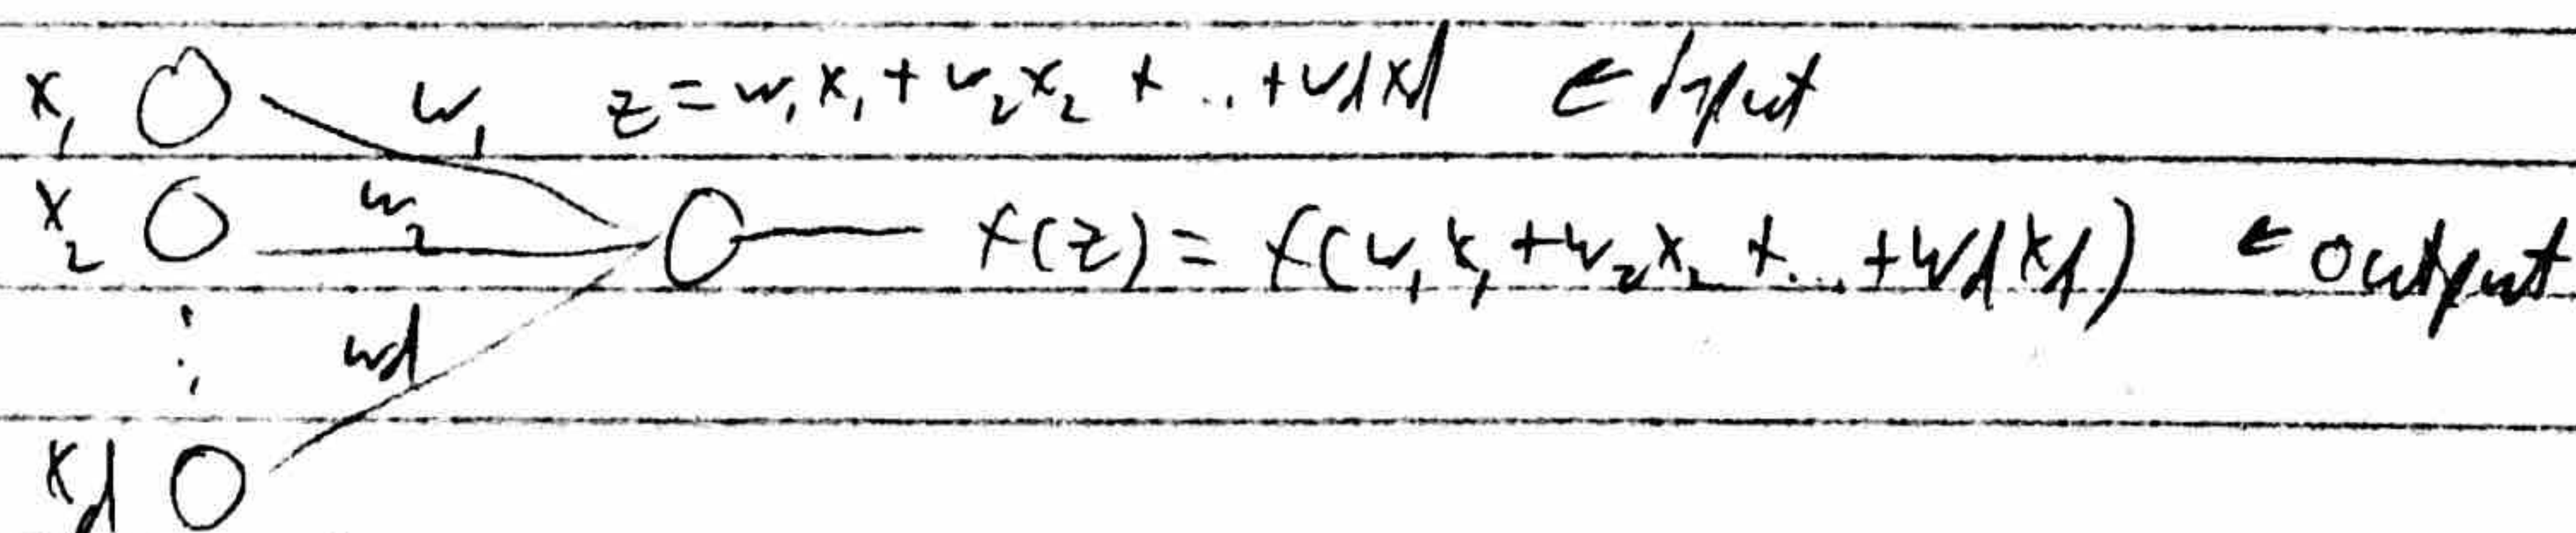 x₁ w₁ z = w₁x₁ + w₂x₂ + ... + wdxd ← Input
x₂ w₂ f(z) = f(w₁x₁ + w₂x₂ + ... + wdxd) ← output
⋮ wd
xd